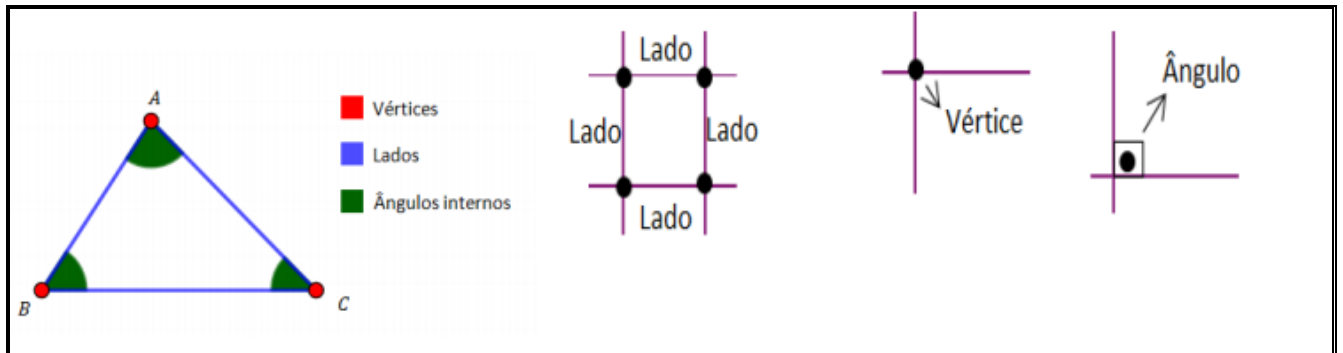 A
B
C
Vértices
Lados
Ângulos internos
Lado
Lado
Lado
Lado
Vértice
Ângulo